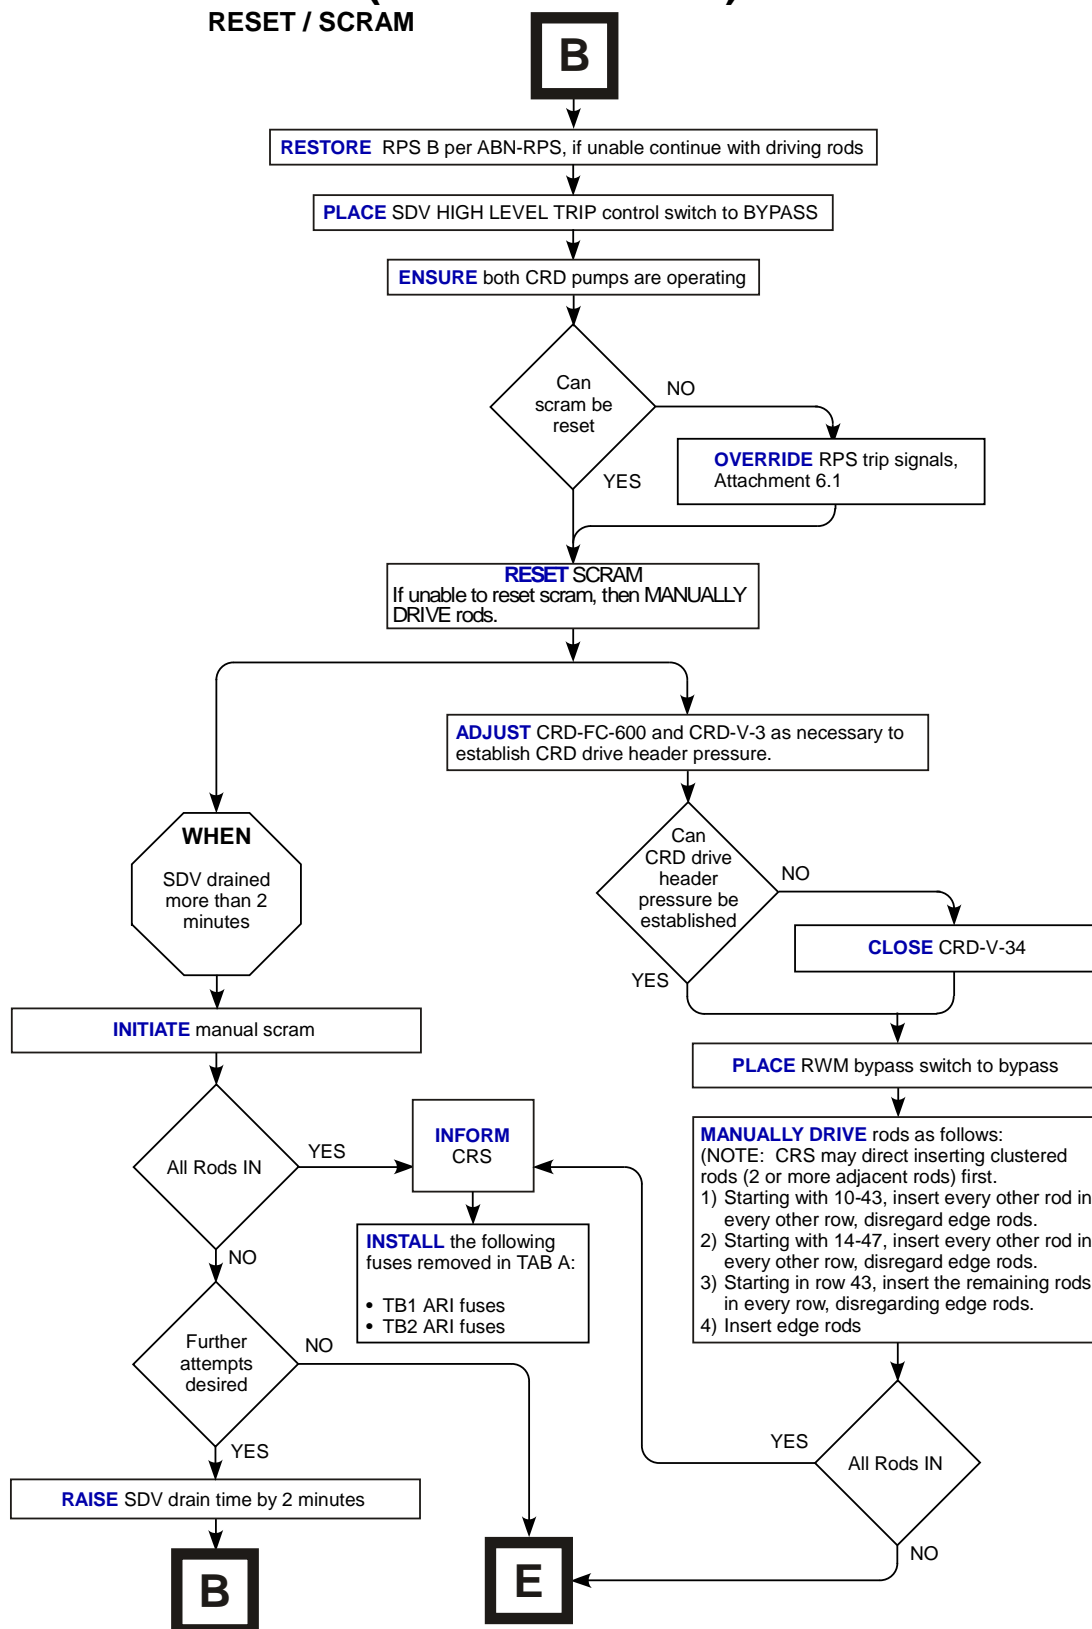 RESET / SCRAM
B
RESTORE RPS B per ABN-RPS, if unable continue with driving rods
PLACE SDV HIGH LEVEL TRIP control switch to BYPASS
ENSURE both CRD pumps are operating
Can
scram be
reset
NO
YES
OVERRIDE RPS trip signals,
Attachment 6.1
RESET SCRAM
If unable to reset scram, then MANUALLY
DRIVE rods.
ADJUST CRD-FC-600 and CRD-V-3 as necessary to
establish CRD drive header pressure.
WHEN
SDV drained
more than 2
minutes
Can
CRD drive
header
pressure be
established
NO
YES
CLOSE CRD-V-34
INITIATE manual scram
PLACE RWM bypass switch to bypass
All Rods IN
YES
NO
INFORM
CRS
MANUALLY DRIVE rods as follows:
(NOTE: CRS may direct inserting clustered
rods (2 or more adjacent rods) first.
1) Starting with 10-43, insert every other rod in
every other row, disregard edge rods.
2) Starting with 14-47, insert every other rod in
every other row, disregard edge rods.
3) Starting in row 43, insert the remaining rods
in every row, disregarding edge rods.
4) Insert edge rods
INSTALL the following
fuses removed in TAB A:
• TB1 ARI fuses
• TB2 ARI fuses
Further
attempts
desired
NO
YES
All Rods IN
YES
NO
RAISE SDV drain time by 2 minutes
B
E